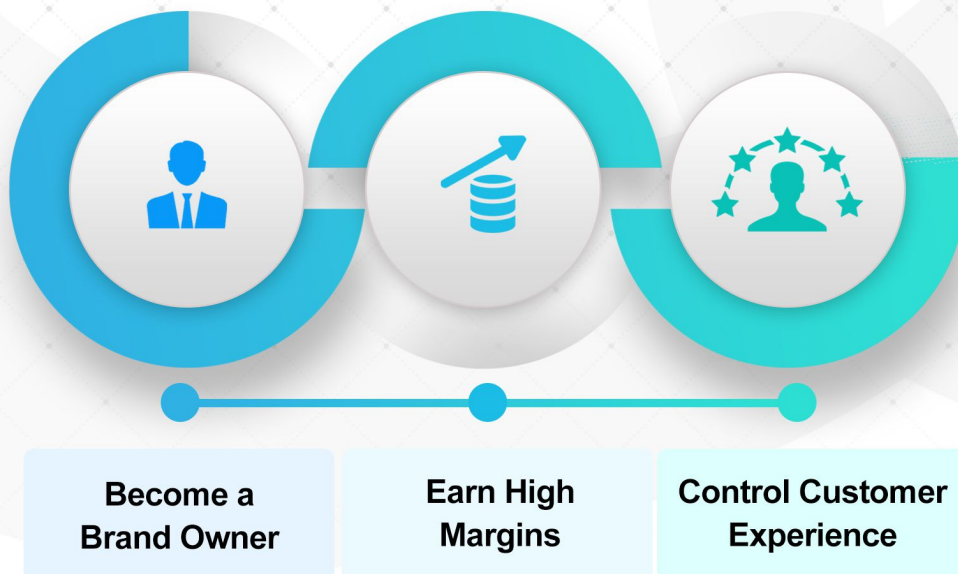 Become a
Brand Owner
Earn High
Margins
Control Customer
Experience